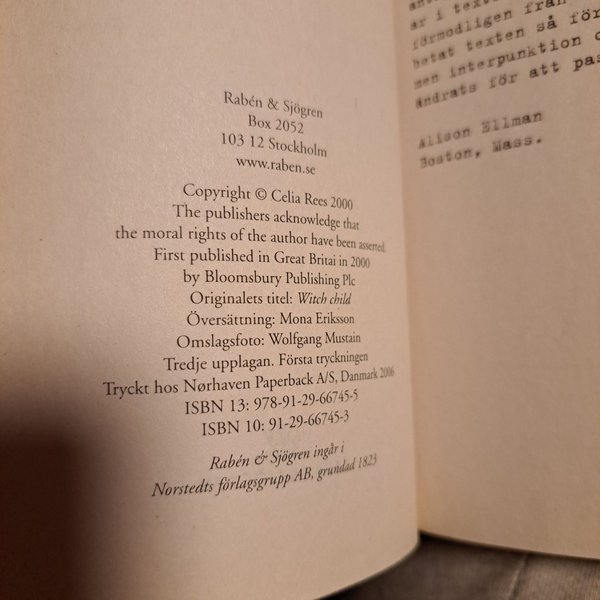 Rabén & Sjögren
Box 2052
103 12 Stockholm
www.raben.se
Copyright © Celia Rees 2000
The publishers acknowledge that
the moral rights of the author have been asserted.
First published in Great Britai in 2000
by Bloomsbury Publishing Plc
Originalets titel: Witch child
Översättning: Mona Eriksson
Omslagsfoto: Wolfgang Mustain
Tredje upplagan. Första tryckningen
Tryckt hos Nørhaven Paperback A/S, Danmark 2006
ISBN 13: 978-91-29-66745-5
ISBN 10: 91-29-66745-3
Rabén & Sjögren ingår i
Norstedts förlagsgrupp AB, grundad 1823
är i
förmodligen från
texten så för
men interpunktion
ändrats för att
Alison Ellman
Boston, Mass.